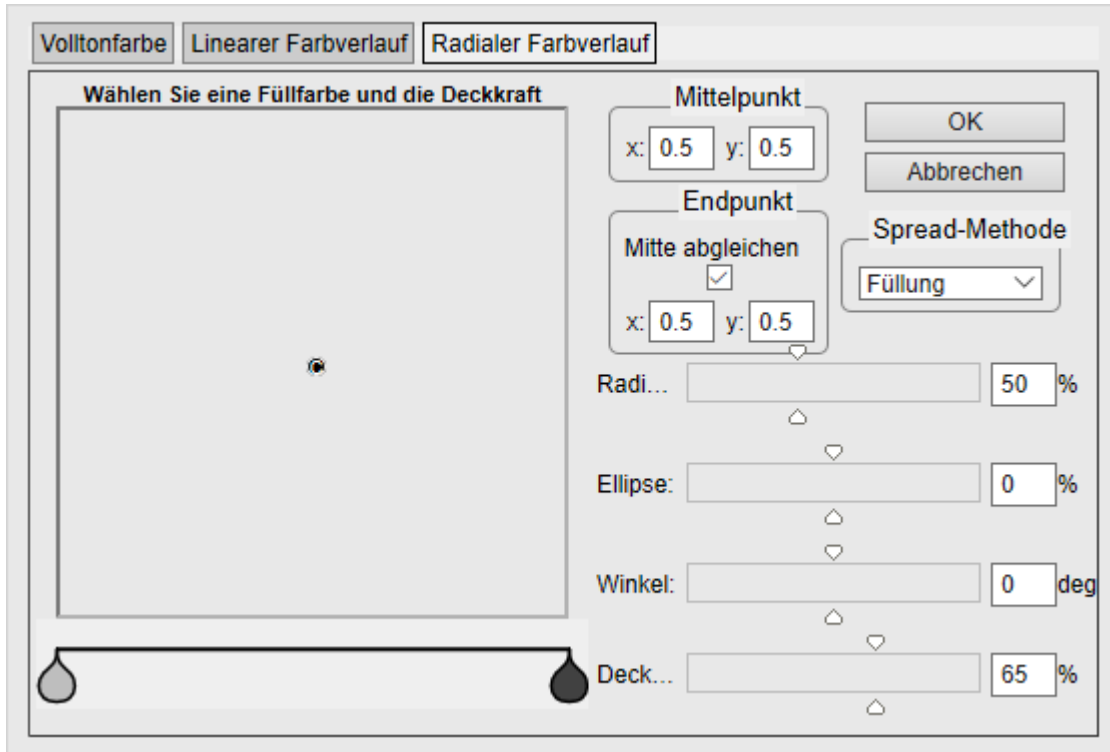 Volltonfarbe Linearer Farbverlauf Radialer Farbverlauf
Wählen Sie eine Füllfarbe und die Deckkraft
Mittelpunkt
x: 0.5 y: 0.5
OK
Abbrechen
Endpunkt
Mitte abgleichen
x: 0.5 y: 0.5
Spread-Methode
Füllung
Radi... 50 %
Ellipse: 0 %
Winkel: 0 deg
Deck... 65 %